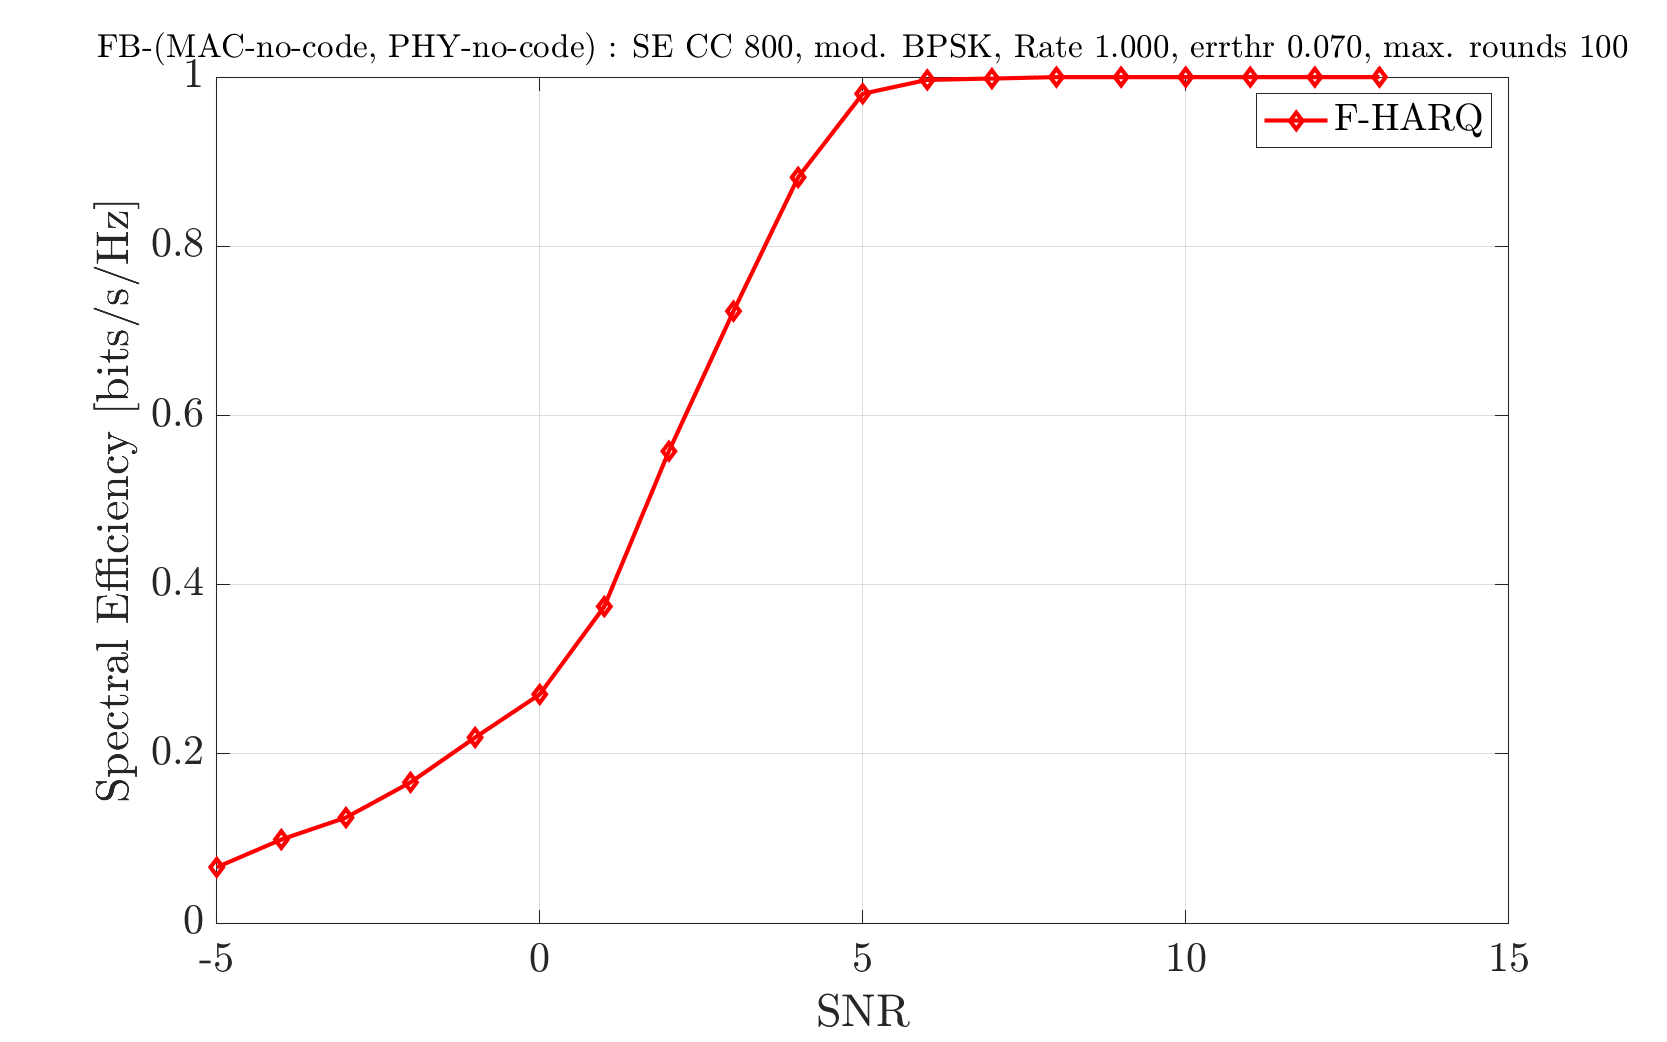 FB-(MAC-no-code, PHY-no-code) : SE CC 800, mod. BPSK, Rate 1.000, errthr 0.070, max. rounds 100
F-HARQ
Spectral Efficiency [bits/s/Hz]
1
0.8
0.6
0.4
0.2
0
-5 0 5 10 15
SNR